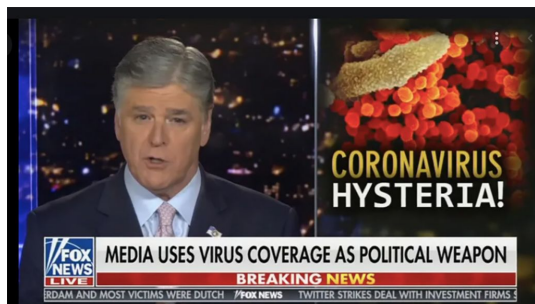 CORONAVIRUS
HYSTERIA!
FOX
NEWS
LIVE
MEDIA USES VIRUS COVERAGE AS POLITICAL WEAPON
BREAKING NEWS
RDAM AND MOST VICTIMS WERE DUTCH FOX NEWS TWITTER STRIKES DEAL WITH INVESTMENT FIRMS